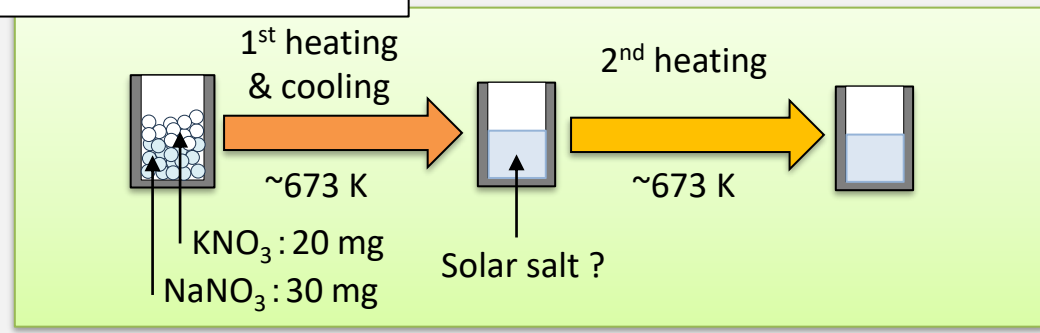 1st heating
& cooling
2nd heating
~673 K
~673 K
KNO3 : 20 mg
NaNO3 : 30 mg
Solar salt ?